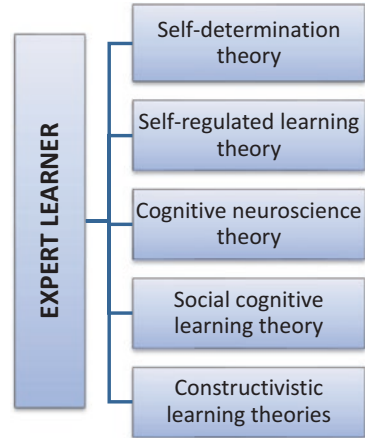 EXPERT LEARNER
Self-determination
theory
Self-regulated learning
theory
Cognitive neuroscience
theory
Social cognitive
learning theory
Constructivistic
learning theories